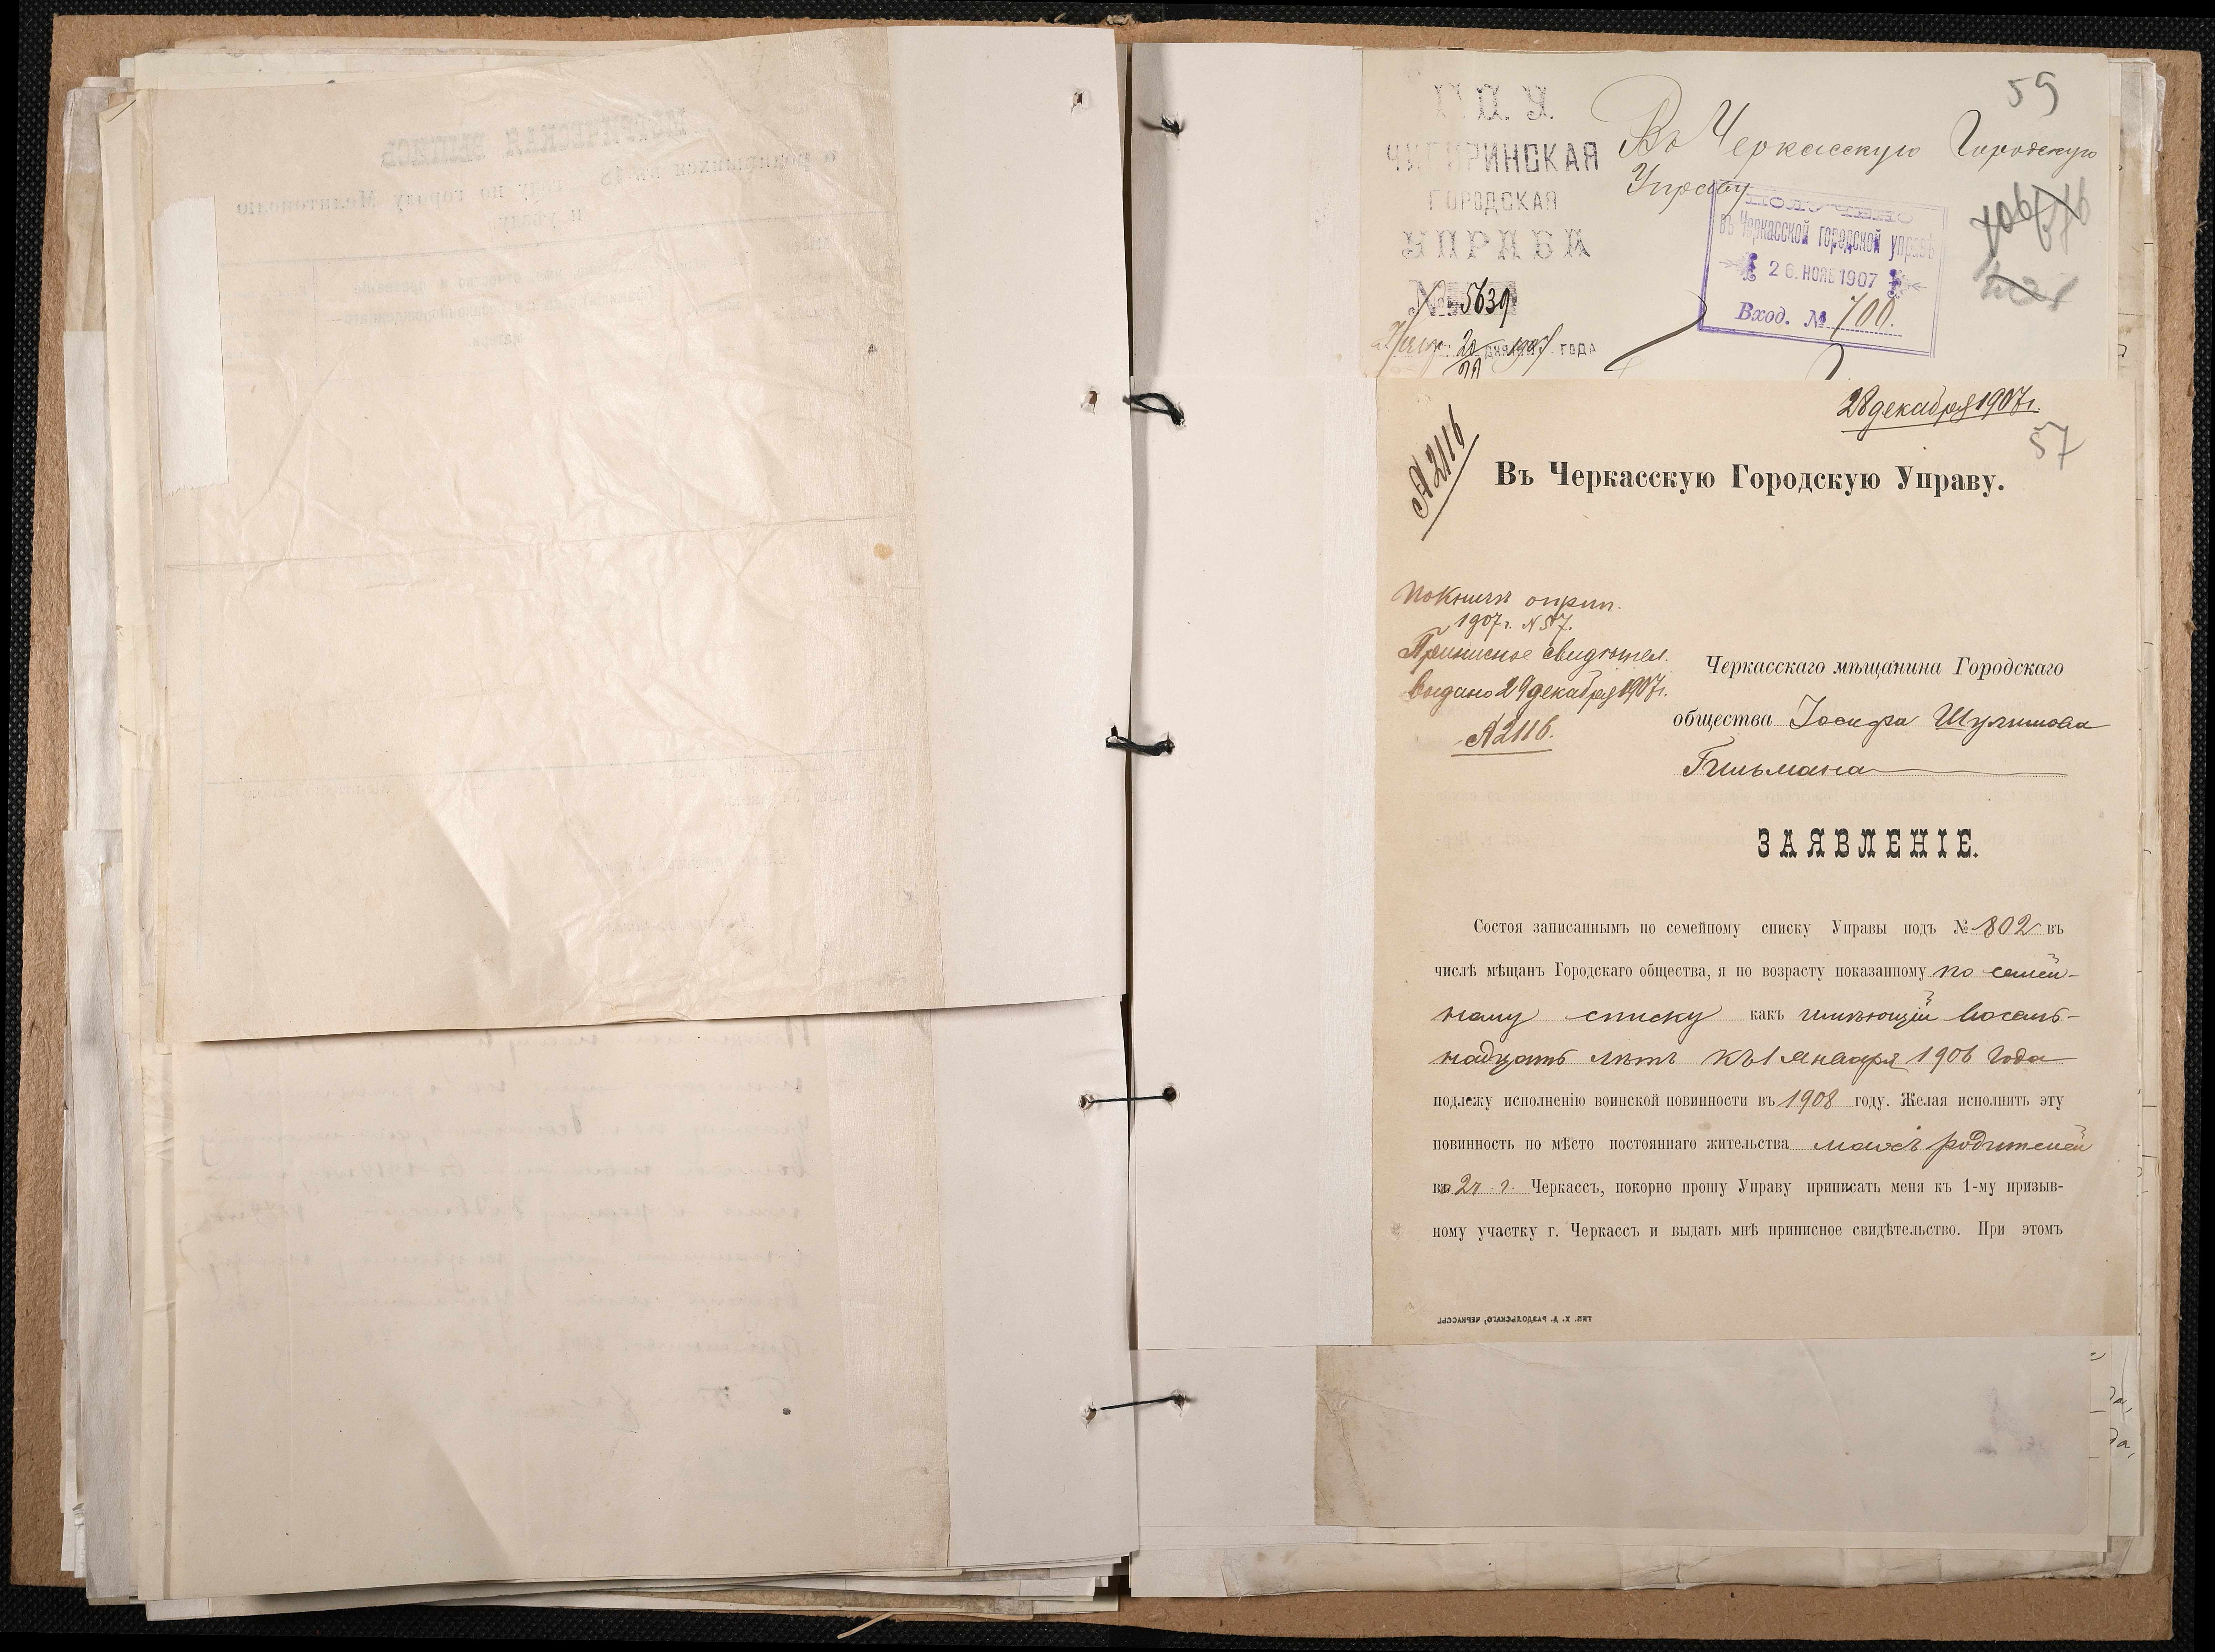 59
Въ Черкасскую Городскую
Управу
М. В. Д.
ЧИГИРИНСКАЯ
ГОРОДСКАЯ
УПРАВА
№ 5639
20 1907 ГОДА
ПОЛУЧЕНО
въ Черкасской городской управѣ
26. НОЯБ 1907
Вход. № 700.
28 декабря 1907 г.
57
№ 2116
Въ Черкасскую Городскую Управу.
1907 г. № 57.
Приписное свидѣтел.
выдано 29 декабря 1907 г.
№ 2116.
Черкасскаго мѣщанина Городскаго
общества Іосифа Шулимова
Гильмана
ЗАЯВЛЕНІЕ.
Состоя записаннымъ по семейному списку Управы подъ № 802 въ
числѣ мѣщанъ Городскаго общества, я по возрасту показанному по семей-
ному списку какъ имѣющій восемь-
надцать лѣтъ къ 1 января 1906 года
подлежу исполненію воинской повинности въ 1908 году. Желая исполнить эту
повинность по мѣсто постояннаго жительства моихъ родителей
г. Черкассъ, покорно прошу Управу приписать меня къ 1-му призыв-
ному участку г. Черкассъ и выдать мнѣ приписное свидѣтельство. При этомъ
ТИП. Х. Д. РАЗДОЛЬСКАГО, ЧЕРКАССЫ